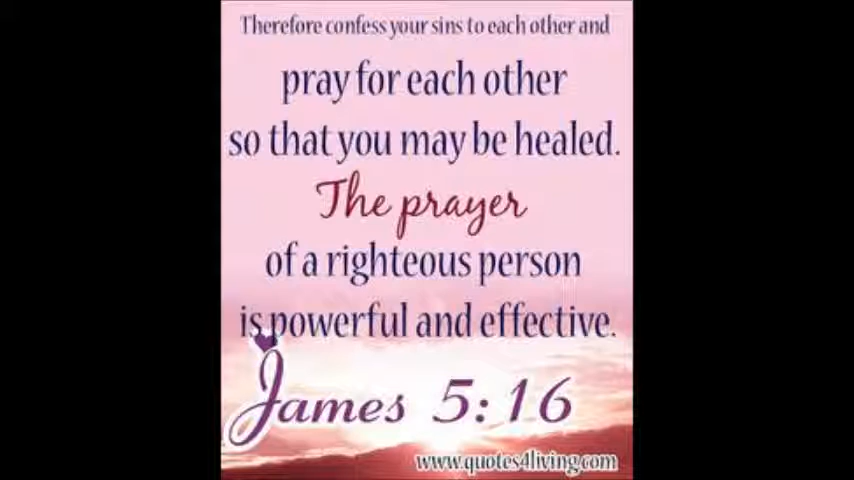 Therefore confess your sins to each other and
pray for each other
so that you may be healed.
The prayer
of a righteous person
is powerful and effective.
James 5:16
www.quotes4living.com